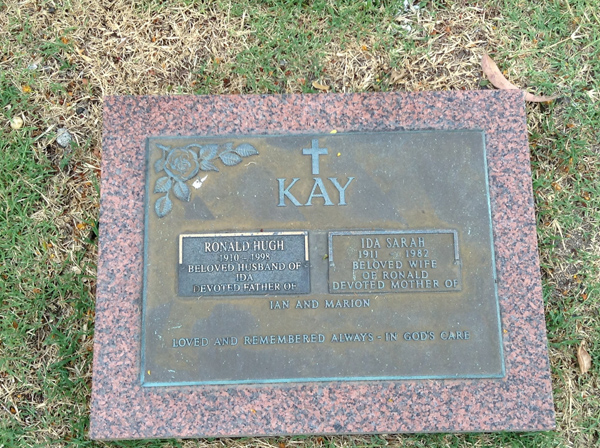 KAY
RONALD HUGH
1910 - 1998
BELOVED HUSBAND OF
IDA
DEVOTED FATHER OF
IDA SARAH
1911 - 1982
BELOVED WIFE
OF RONALD
DEVOTED MOTHER OF
IAN AND MARION
LOVED AND REMEMBERED ALWAYS - IN GOD'S CARE